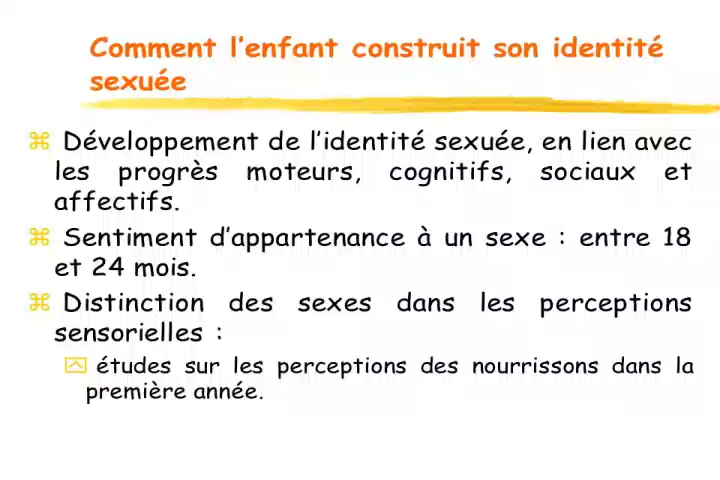 Comment l'enfant construit son identité
sexuée
⌘ Développement de l'identité sexuée, en lien avec
les progrès moteurs, cognitifs, sociaux et
affectifs.
⌘ Sentiment d'appartenance à un sexe : entre 18
et 24 mois.
⌘ Distinction des sexes dans les perceptions
sensorielles :
études sur les perceptions des nourrissons dans la
première année.